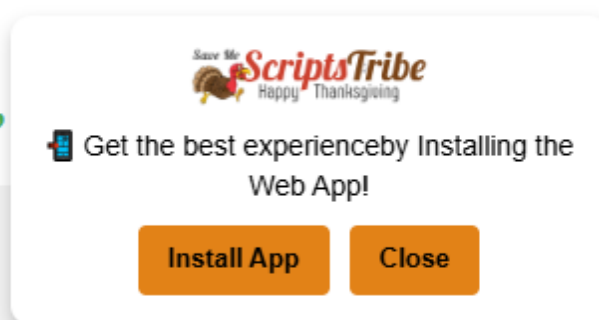 Save Me
ScriptsTribe
Happy Thanksgiving
Get the best experienceby Installing the
Web App!
Install App
Close